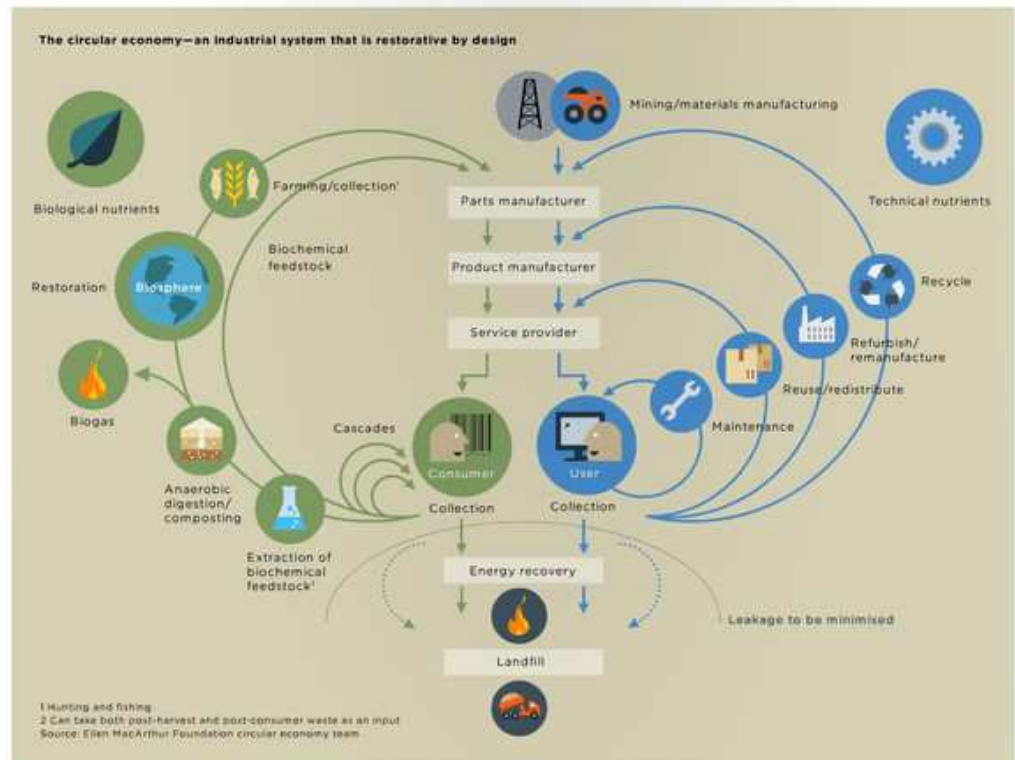 The circular economy—an industrial system that is restorative by design
Mining/materials manufacturing
Biological nutrients
Farming/collection¹
Parts manufacturer
Technical nutrients
Biochemical
feedstock
Product manufacturer
Restoration
Biosphere
Recycle
Service provider
Refurbish/
remanufacture
Reuse/redistribute
Biogas
Cascades
Maintenance
Consumer
User
Anaerobic
digestion/
composting
Collection
Collection
Extraction of
biochemical
feedstock²
Energy recovery
Leakage to be minimised
Landfill
1 Hunting and fishing
2 Can take both post-harvest and post-consumer waste as an input
Source: Ellen MacArthur Foundation circular economy team